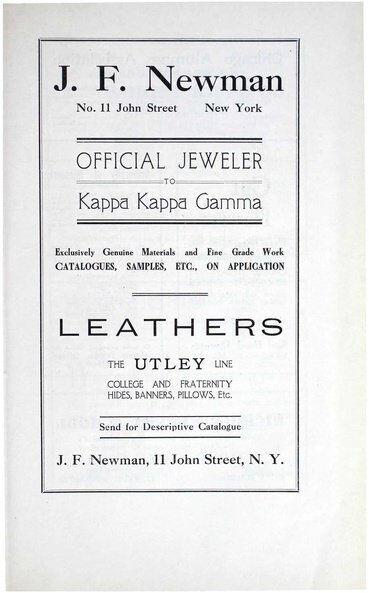 J. F. Newman
No. 11 John Street New York
OFFICIAL JEWELER
TO
Kappa Kappa Gamma
Exclusively Genuine Materials and Fine Grade Work
CATALOGUES, SAMPLES, ETC., ON APPLICATION
LEATHERS
THE UTLEY LINE
COLLEGE AND FRATERNITY
HIDES, BANNERS, PILLOWS, Etc.
Send for Descriptive Catalogue
J. F. Newman, 11 John Street, N. Y.